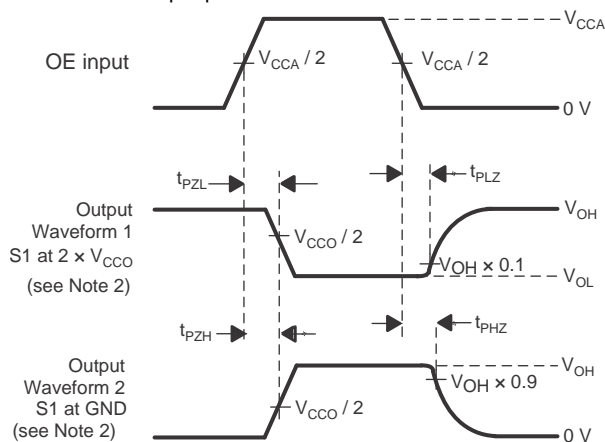 V_CCA
OE input
V_CCA / 2
V_CCA / 2
0 V
t_PZL
t_PLZ
Output
Waveform 1
S1 at 2 × V_CCO
(see Note 2)
V_CCO / 2
V_OH
V_OH × 0.1
V_OL
t_PZH
t_PHZ
Output
Waveform 2
S1 at GND
(see Note 2)
V_CCO / 2
V_OH
V_OH × 0.9
0 V